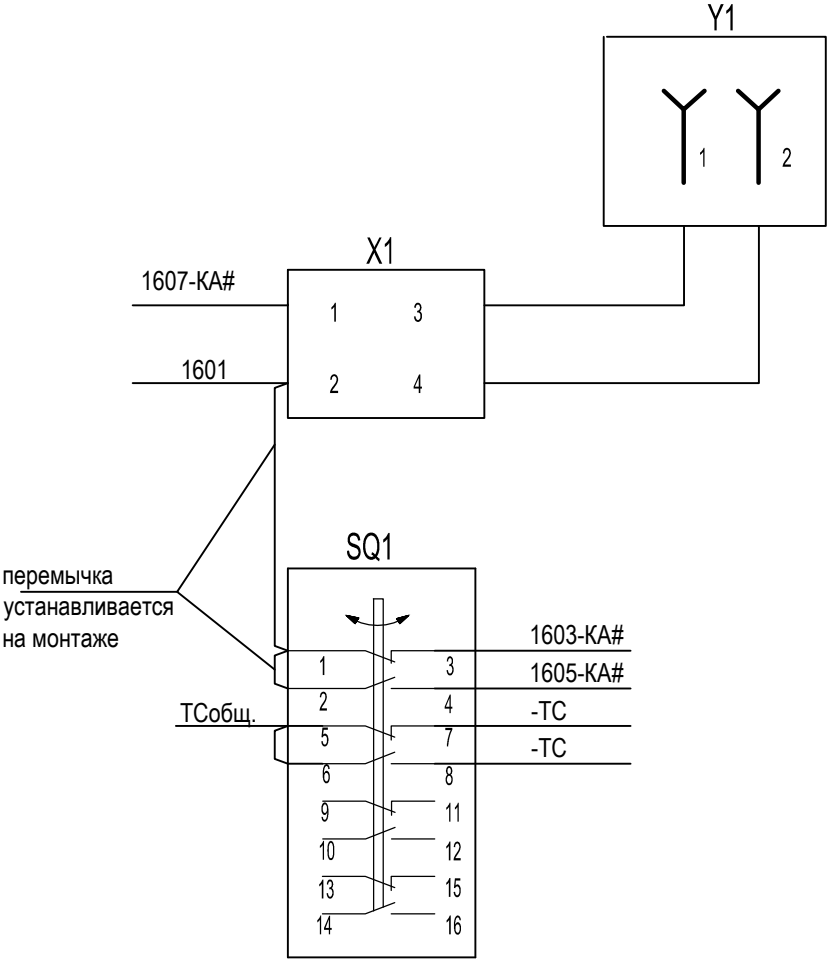 Y1
1 2
X1
1607-КА#
1 3
1601
2 4
SQ1
перемычка
устанавливается
на монтаже
1603-КА#
1 3
1605-КА#
2 4
ТСобщ.
-ТС
5 7
-ТС
6 8
9 11
10 12
13 15
14 16